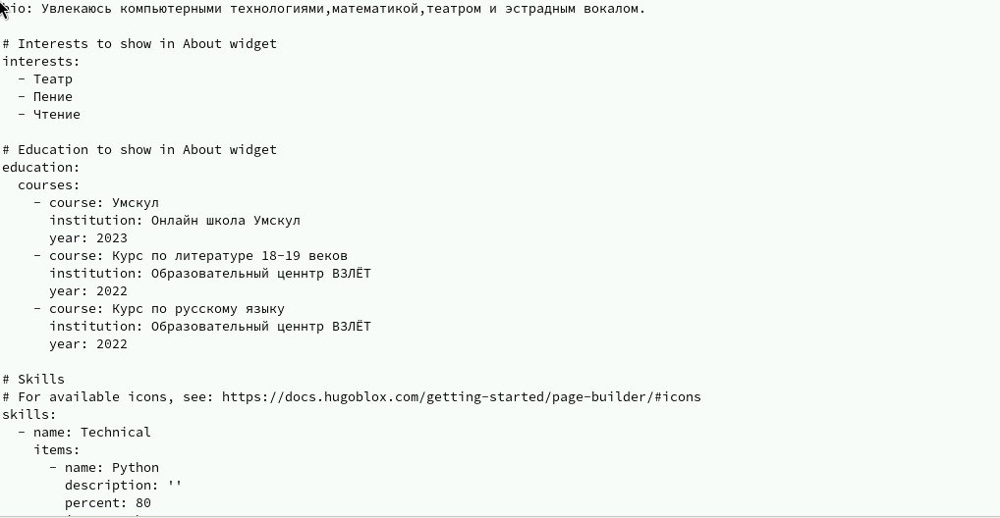 bio: Увлекаюсь компьютерными технологиями,математикой,театром и эстрадным вокалом.
# Interests to show in About widget
interests:
  - Театр
  - Пение
  - Чтение
# Education to show in About widget
education:
  courses:
    - course: Умскул
      institution: Онлайн школа Умскул
      year: 2023
    - course: Курс по литературе 18-19 веков
      institution: Образовательный ценнтр ВЗЛЁТ
      year: 2022
    - course: Курс по русскому языку
      institution: Образовательный ценнтр ВЗЛЁТ
      year: 2022
# Skills
# For available icons, see: https://docs.hugoblox.com/getting-started/page-builder/#icons
skills:
  - name: Technical
    items:
      - name: Python
        description: ''
        percent: 80